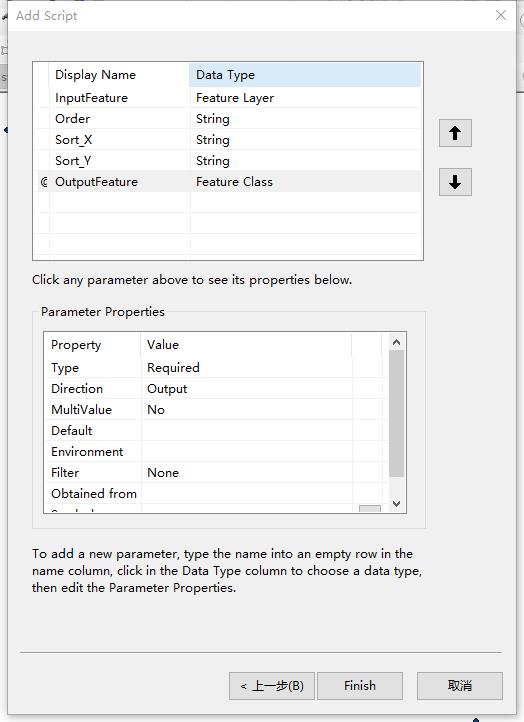 Add Script
Display Name Data Type
InputFeature Feature Layer
Order String
Sort_X String
Sort_Y String
OutputFeature Feature Class
Click any parameter above to see its properties below.
Parameter Properties
Property Value
Type Required
Direction Output
MultiValue No
Default
Environment
Filter None
Obtained from
To add a new parameter, type the name into an empty row in the
name column, click in the Data Type column to choose a data type,
then edit the Parameter Properties.
< 上一步(B) Finish 取消